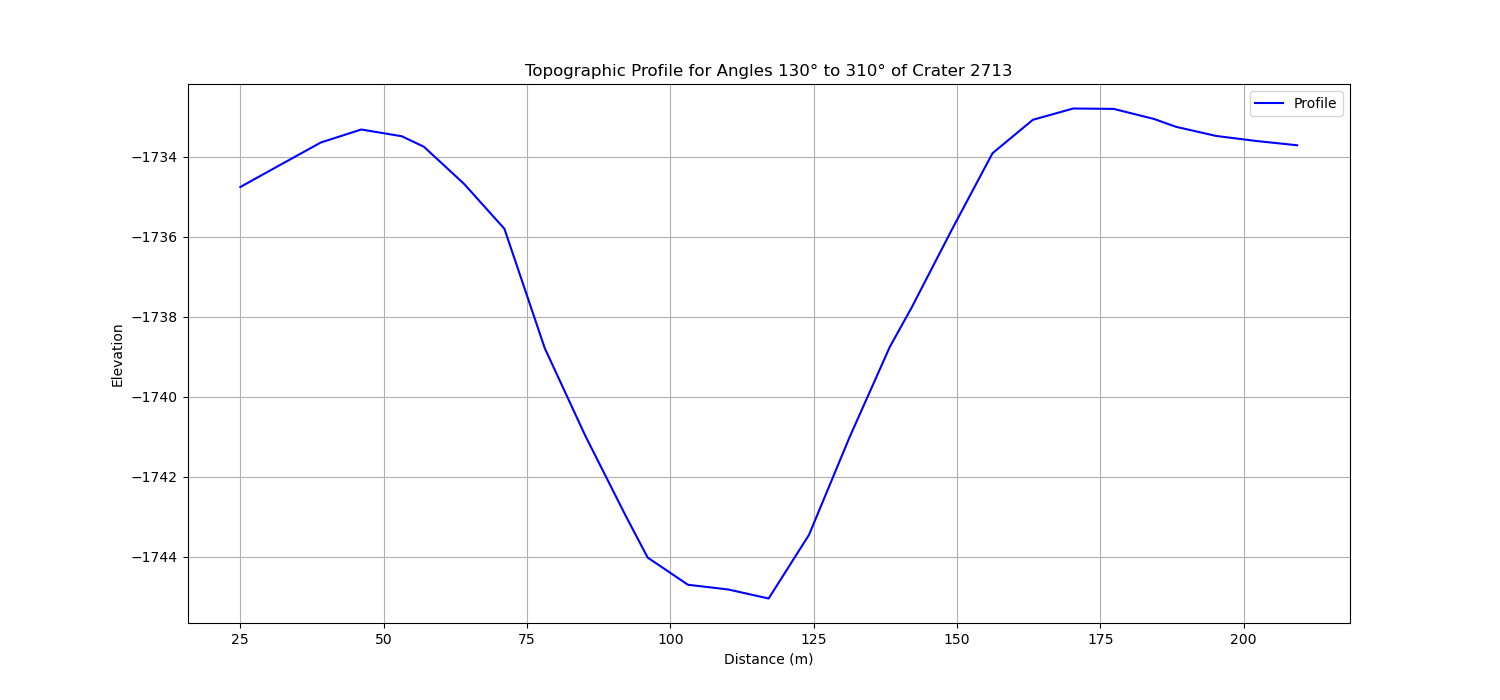 Topographic Profile for Angles 130° to 310° of Crater 2713
Profile
−1734
−1736
−1738
−1740
−1742
−1744
Elevation
25 50 75 100 125 150 175 200
Distance (m)